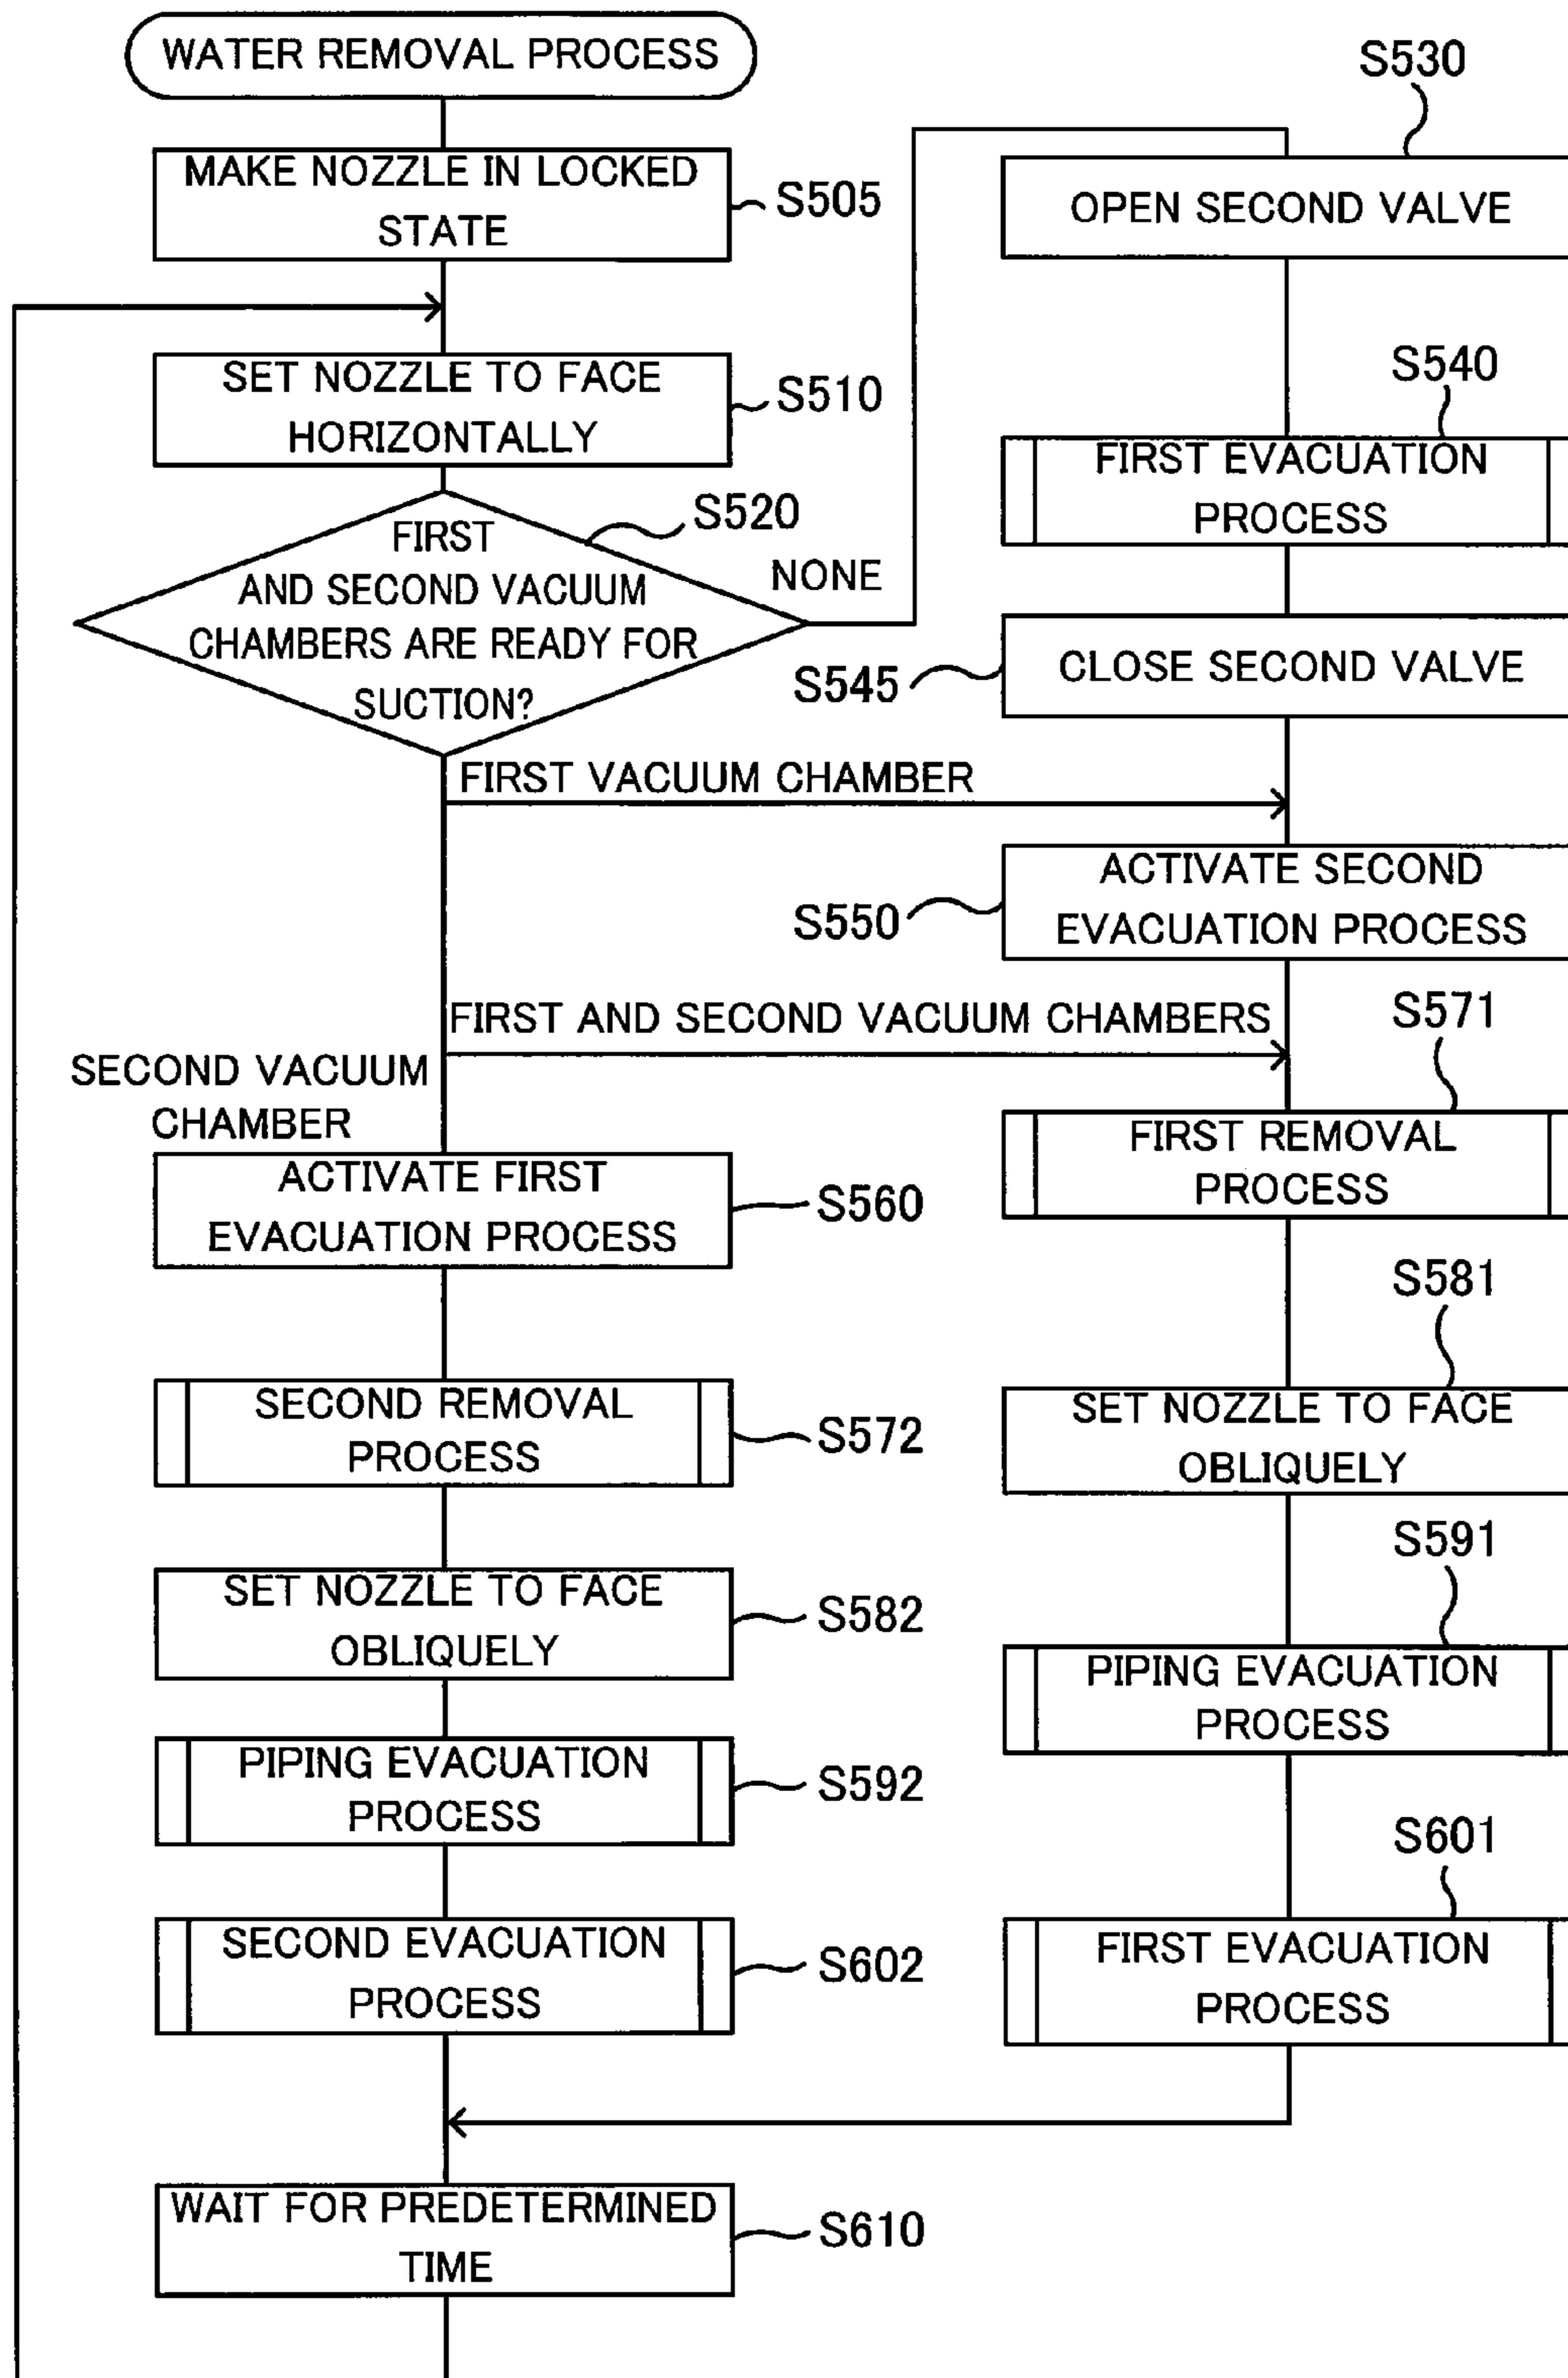 WATER REMOVAL PROCESS
MAKE NOZZLE IN LOCKED
STATE
S505
SET NOZZLE TO FACE
HORIZONTALLY
S510
FIRST
AND SECOND VACUUM
CHAMBERS ARE READY FOR
SUCTION?
S520
NONE
S530
OPEN SECOND VALVE
S540
FIRST EVACUATION
PROCESS
S545
CLOSE SECOND VALVE
FIRST VACUUM CHAMBER
S550
ACTIVATE SECOND
EVACUATION PROCESS
FIRST AND SECOND VACUUM CHAMBERS
SECOND VACUUM
CHAMBER
S571
FIRST REMOVAL
PROCESS
ACTIVATE FIRST
EVACUATION PROCESS
S560
S581
SET NOZZLE TO FACE
OBLIQUELY
SECOND REMOVAL
PROCESS
S572
S591
PIPING EVACUATION
PROCESS
SET NOZZLE TO FACE
OBLIQUELY
S582
PIPING EVACUATION
PROCESS
S592
S601
FIRST EVACUATION
PROCESS
SECOND EVACUATION
PROCESS
S602
WAIT FOR PREDETERMINED
TIME
S610